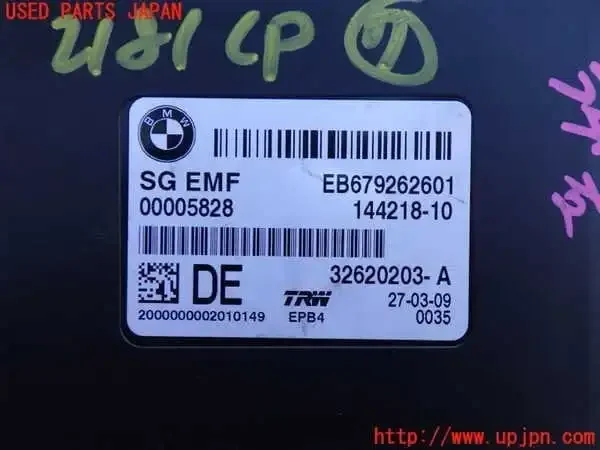 USED PARTS JAPAN
2181 CP
BMW
SG EMF EB679262601
00005828 144218-10
DE 32620203-A
TRW 27-03-09
2000000002010149 EPB4 0035
http://www.upjpn.com/